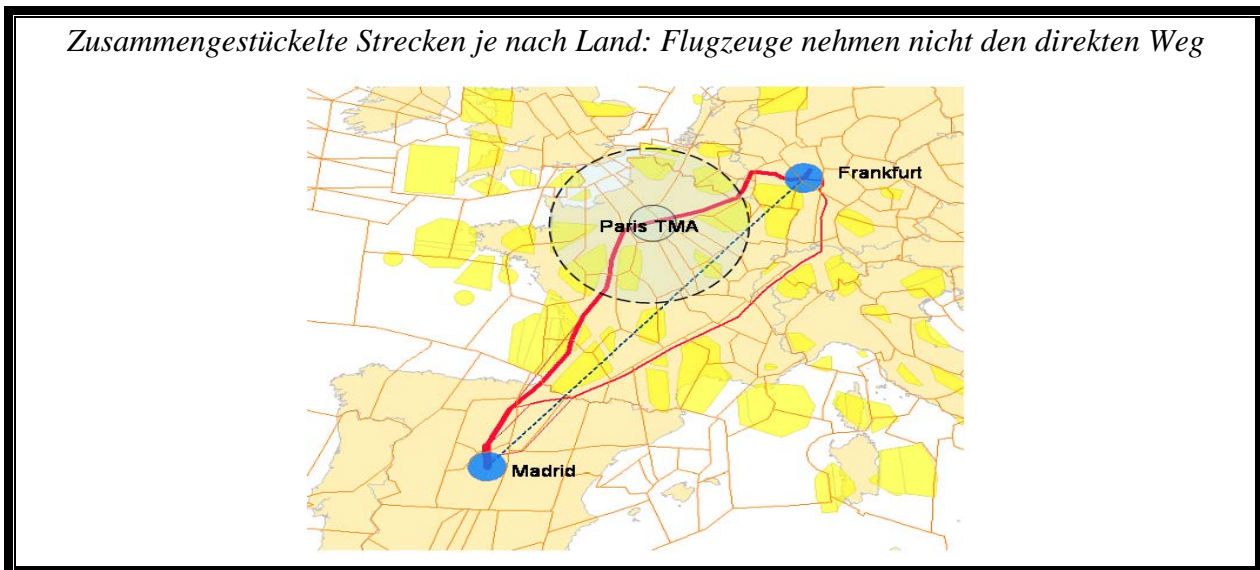 Zusammengestückelte Strecken je nach Land: Flugzeuge nehmen nicht den direkten Weg
Frankfurt
Paris TMA
Madrid